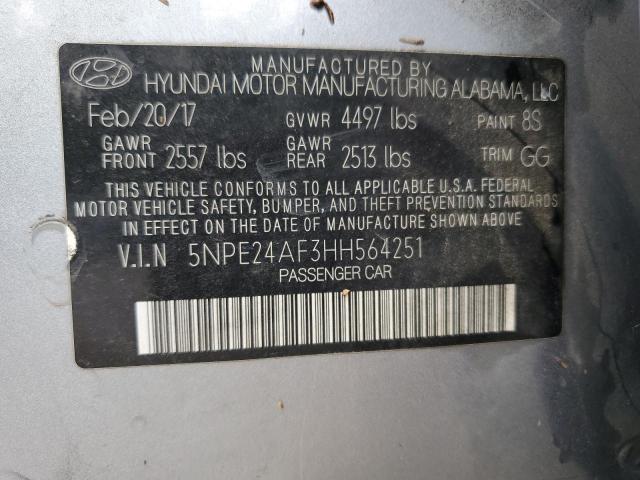 MANUFACTURED BY
HYUNDAI MOTOR MANUFACTURING ALABAMA, LLC
Feb/20/17 GVWR 4497 lbs PAINT 8S
GAWR FRONT 2557 lbs GAWR REAR 2513 lbs TRIM GG
THIS VEHICLE CONFORMS TO ALL APPLICABLE U.S.A. FEDERAL
MOTOR VEHICLE SAFETY, BUMPER, AND THEFT PREVENTION STANDARDS
IN EFFECT ON THE DATE OF MANUFACTURE SHOWN ABOVE.
V.I.N 5NPE24AF3HH564251
PASSENGER CAR